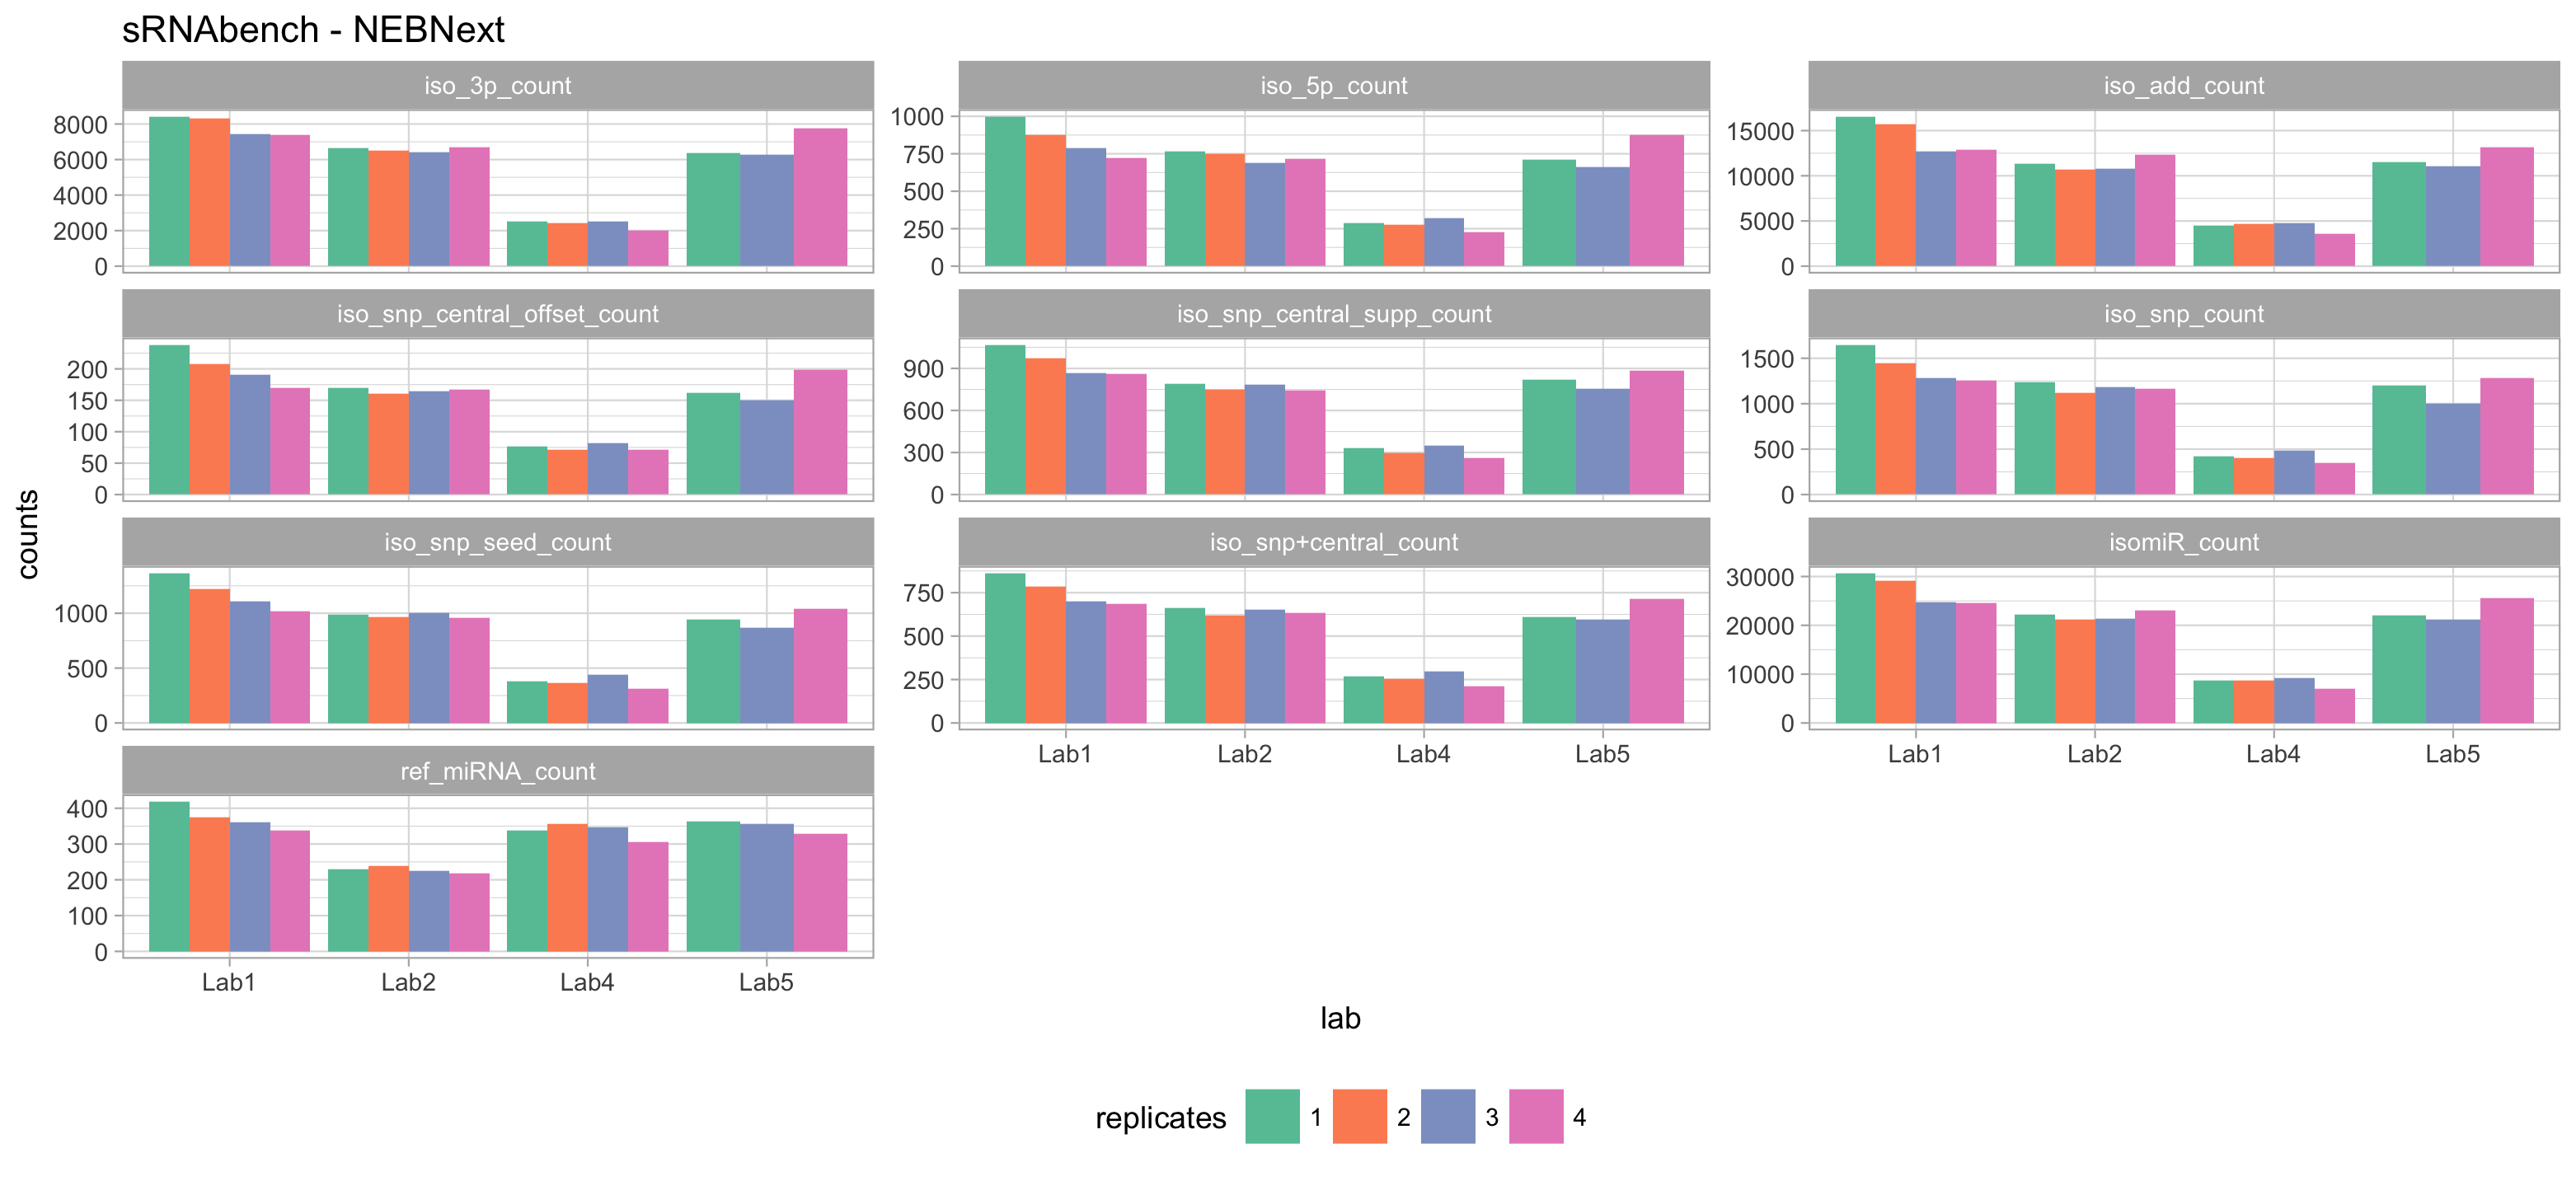 sRNAbench - NEBNext
iso_3p_count
iso_5p_count
iso_add_count
8000
6000
4000
2000
0
1000
750
500
250
0
15000
10000
5000
0
iso_snp_central_offset_count
iso_snp_central_supp_count
iso_snp_count
200
150
100
50
0
900
600
300
0
1500
1000
500
0
iso_snp_seed_count
iso_snp+central_count
isomiR_count
1000
500
0
750
500
250
0
30000
20000
10000
0
Lab1 Lab2 Lab4 Lab5
Lab1 Lab2 Lab4 Lab5
ref_miRNA_count
400
300
200
100
0
Lab1 Lab2 Lab4 Lab5
counts
lab
replicates 1 2 3 4